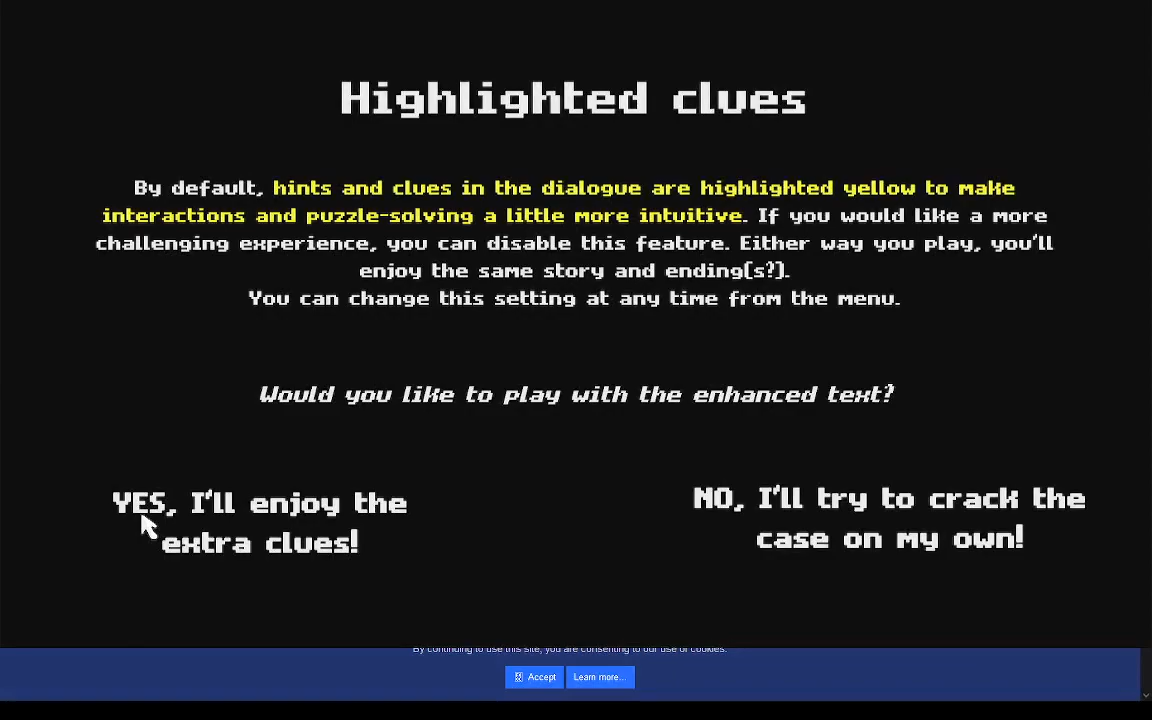 Highlighted clues
By default, hints and clues in the dialogue are highlighted yellow to make
interactions and puzzle-solving a little more intuitive. If you would like a more
challenging experience, you can disable this feature. Either way you play, you'll
enjoy the same story and ending(s?).
You can change this setting at any time from the menu.
Would you like to play with the enhanced text?
YES, I'll enjoy the
extra clues!
NO, I'll try to crack the
case on my own!
By continuing to use this site, you are consenting to our use of cookies.
Accept
Learn more...